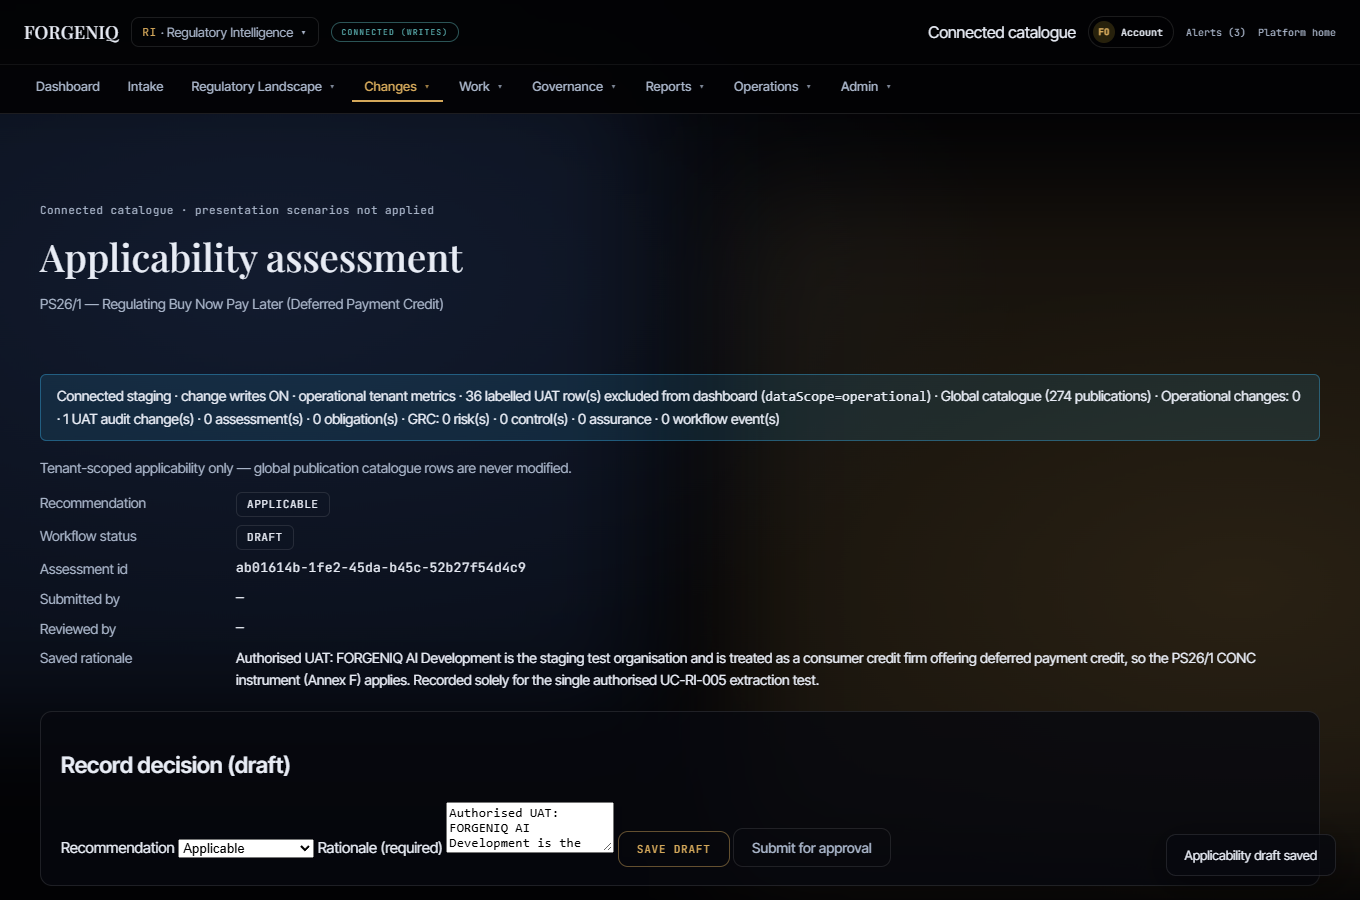 FORGENIQ
RI · Regulatory Intelligence
CONNECTED (WRITES)
Connected catalogue
FO Account
Alerts (3)
Platform home
Dashboard
Intake
Regulatory Landscape
Changes
Work
Governance
Reports
Operations
Admin
Connected catalogue · presentation scenarios not applied
Applicability assessment
PS26/1 — Regulating Buy Now Pay Later (Deferred Payment Credit)
Connected staging · change writes ON · operational tenant metrics · 36 labelled UAT row(s) excluded from dashboard (dataScope=operational) · Global catalogue (274 publications) · Operational changes: 0
· 1 UAT audit change(s) · 0 assessment(s) · 0 obligation(s) · GRC: 0 risk(s) · 0 control(s) · 0 assurance · 0 workflow event(s)
Tenant-scoped applicability only — global publication catalogue rows are never modified.
Recommendation APPLICABLE
Workflow status DRAFT
Assessment id ab01614b-1fe2-45da-b45c-52b27f54d4c9
Submitted by —
Reviewed by —
Saved rationale Authorised UAT: FORGENIQ AI Development is the staging test organisation and is treated as a consumer credit firm offering deferred payment credit, so the PS26/1 CONC
instrument (Annex F) applies. Recorded solely for the single authorised UC-RI-005 extraction test.
Record decision (draft)
Recommendation Applicable
Rationale (required)
Authorised UAT:
FORGENIQ AI
Development is the
SAVE DRAFT
Submit for approval
Applicability draft saved